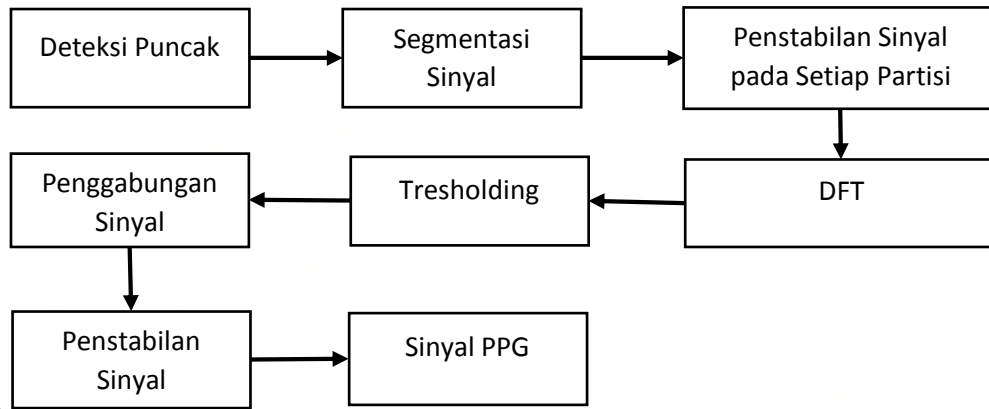 Deteksi Puncak
Segmentasi
Sinyal
Penstabilan Sinyal
pada Setiap Partisi
DFT
Tresholding
Penggabungan
Sinyal
Penstabilan
Sinyal
Sinyal PPG